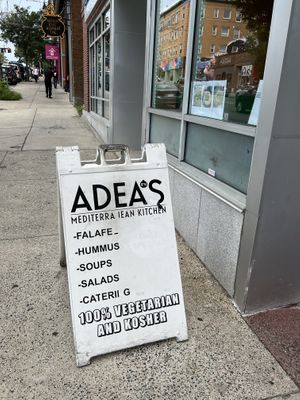 ADEA'S
MEDITERRA IEAN KITCHEN
-FALAFE
-HUMMUS
-SOUPS
-SALADS
-CATERII G
100% VEGETARIAN
AND KOSHER